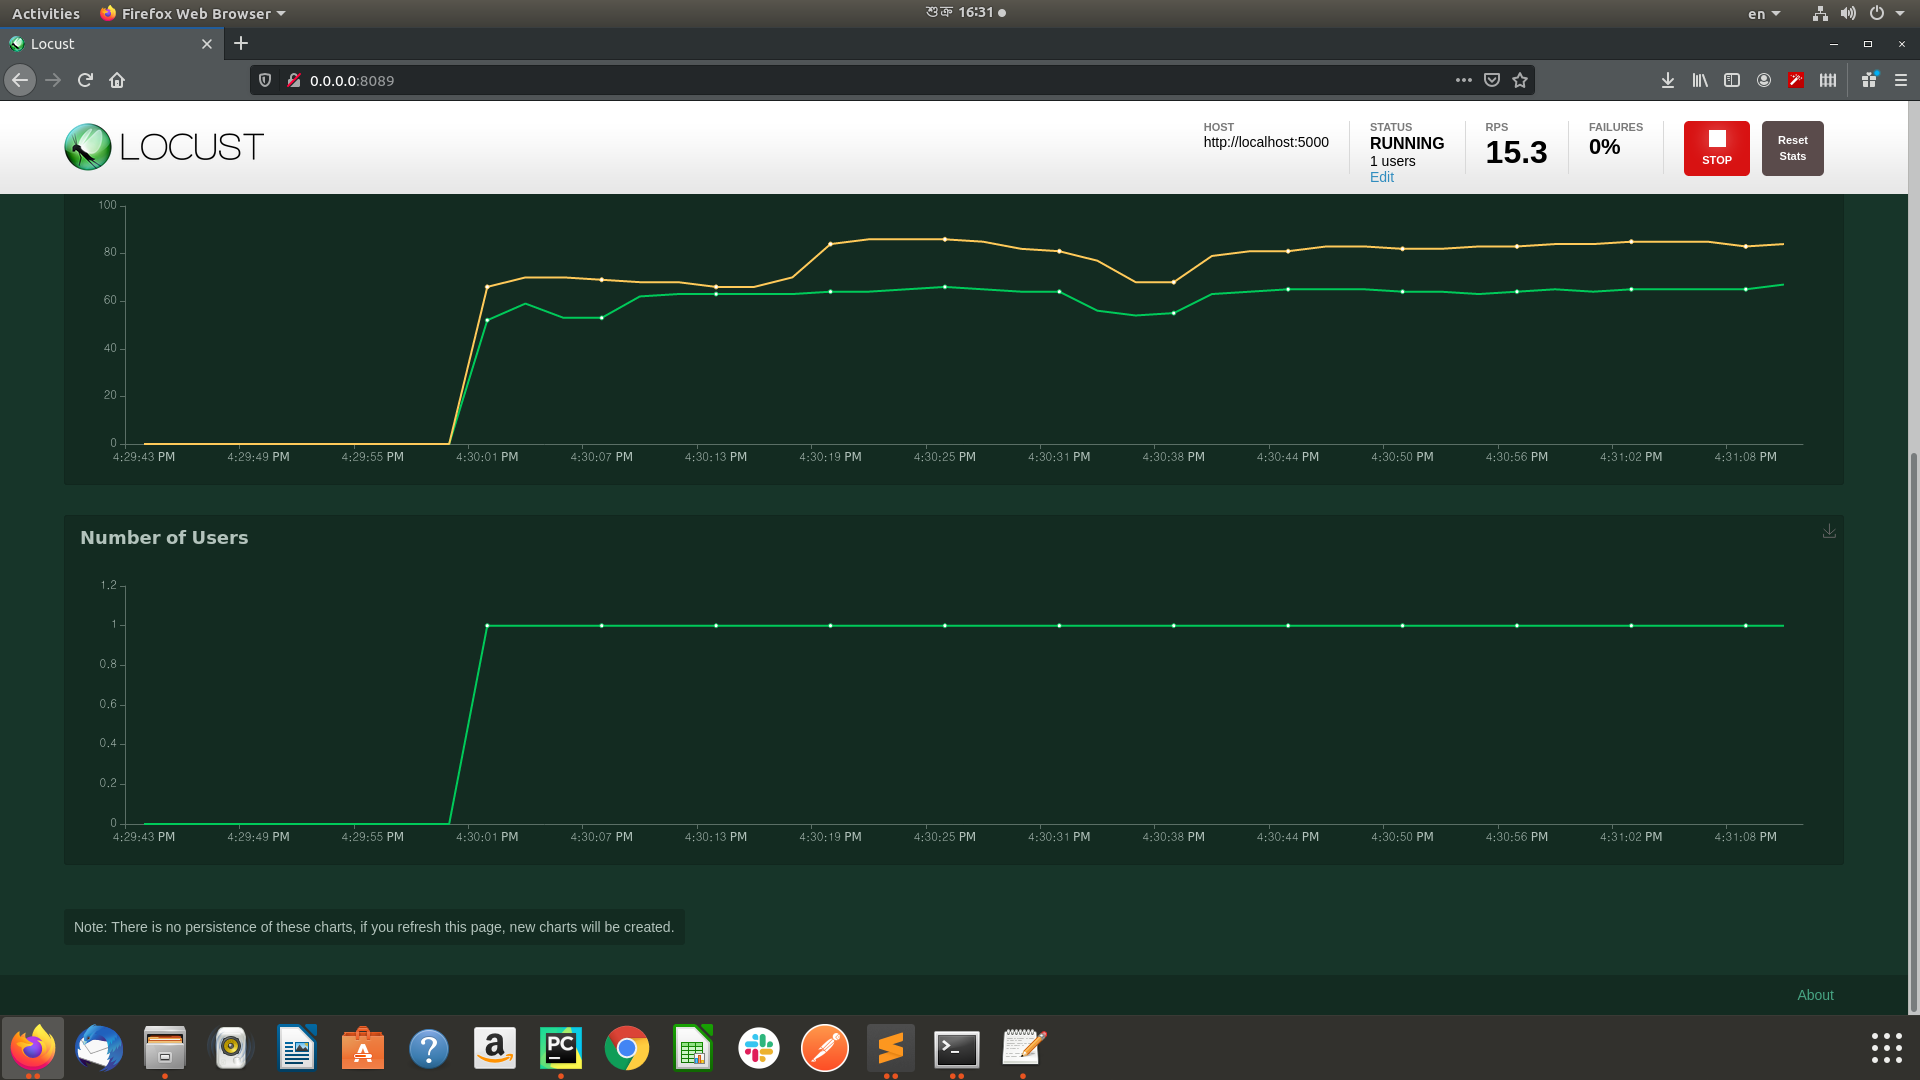 Activities Firefox Web Browser শুক্র 16:31 en
Locust
0.0.0.0:8089
LOCUST
HOST
http://localhost:5000
STATUS
RUNNING
1 users
Edit
RPS
15.3
FAILURES
0%
STOP
Reset
Stats
100
80
60
40
20
0
4:29:43 PM 4:29:49 PM 4:29:55 PM 4:30:01 PM 4:30:07 PM 4:30:13 PM 4:30:19 PM 4:30:25 PM 4:30:31 PM 4:30:38 PM 4:30:44 PM 4:30:50 PM 4:30:56 PM 4:31:02 PM 4:31:08 PM
Number of Users
1.2
1
0.8
0.6
0.4
0.2
0
4:29:43 PM 4:29:49 PM 4:29:55 PM 4:30:01 PM 4:30:07 PM 4:30:13 PM 4:30:19 PM 4:30:25 PM 4:30:31 PM 4:30:38 PM 4:30:44 PM 4:30:50 PM 4:30:56 PM 4:31:02 PM 4:31:08 PM
Note: There is no persistence of these charts, if you refresh this page, new charts will be created.
About
A ? a PC >_